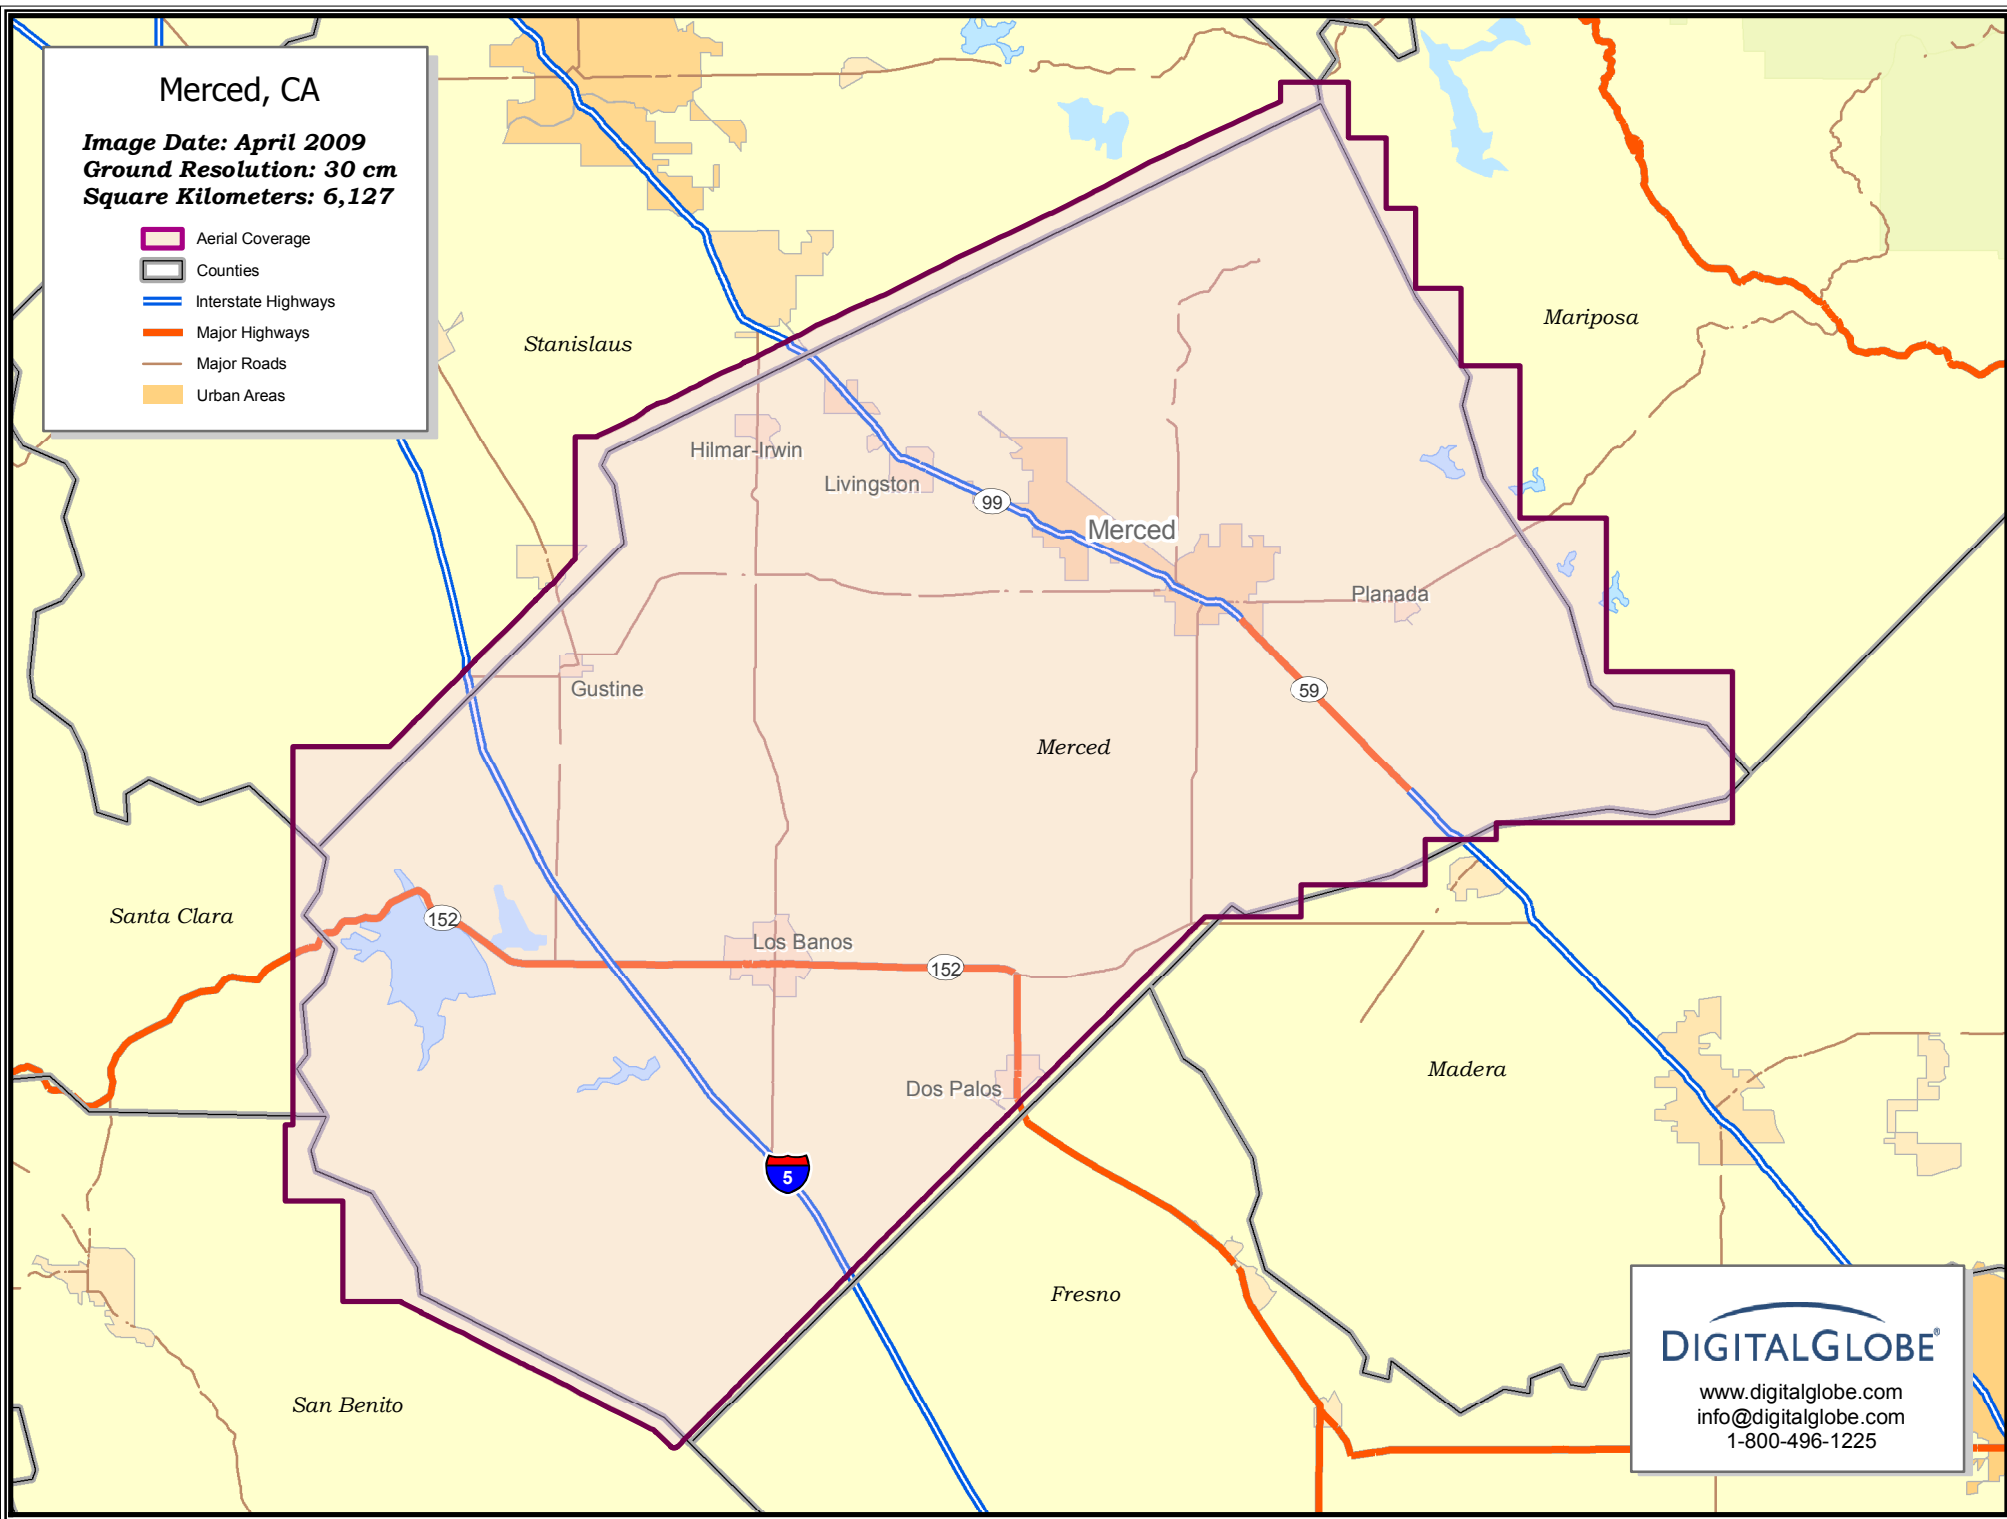 Merced, CA
Image Date: April 2009
Ground Resolution: 30 cm
Square Kilometers: 6,127
Aerial Coverage
Counties
Interstate Highways
Major Highways
Major Roads
Urban Areas
Stanislaus
Mariposa
Hilmar-Irwin
Livingston
99
Merced
Planada
Gustine
59
Merced
Santa Clara
152
Los Banos
152
Dos Palos
Madera
5
Fresno
San Benito
DIGITALGLOBE®
www.digitalglobe.com
info@digitalglobe.com
1-800-496-1225